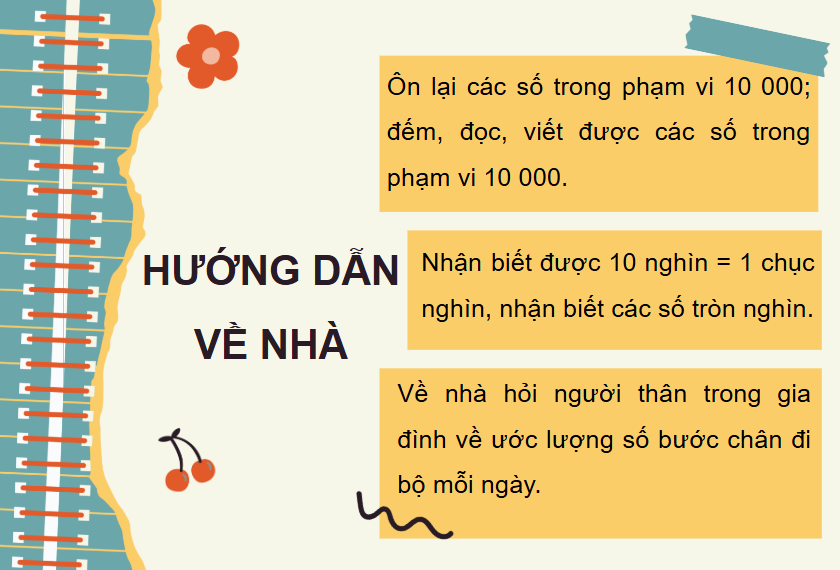 HƯỚNG DẪN
VỀ NHÀ
Ôn lại các số trong phạm vi 10 000;
đếm, đọc, viết được các số trong
phạm vi 10 000.
Nhận biết được 10 nghìn = 1 chục
nghìn, nhận biết các số tròn nghìn.
Về nhà hỏi người thân trong gia
đình về ước lượng số bước chân đi
bộ mỗi ngày.